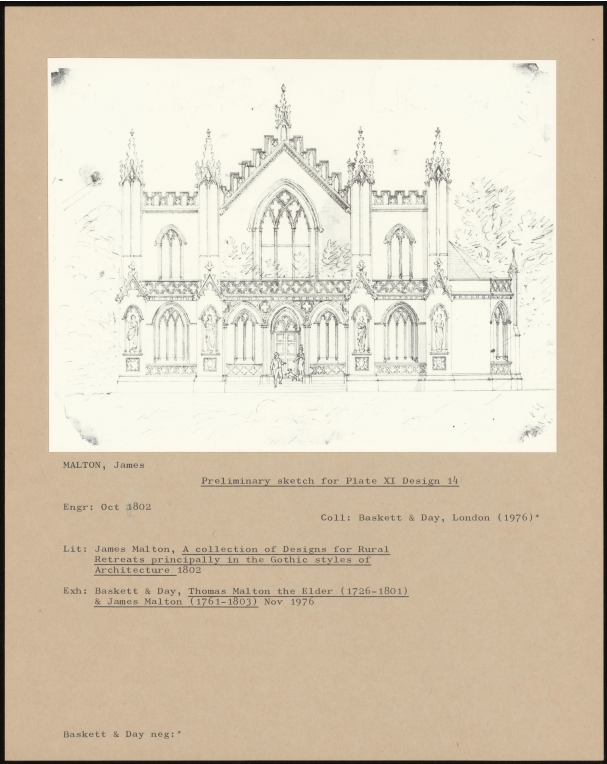 MALTON, James
Preliminary sketch for Plate XI Design 14
Engr: Oct 1802
Coll: Baskett & Day, London (1976)*
Lit: James Malton, A collection of Designs for Rural
Retreats principally in the Gothic styles of
Architecture 1802
Exh: Baskett & Day, Thomas Malton the Elder (1726-1801)
& James Malton (1761-1803) Nov 1976
Baskett & Day neg:*